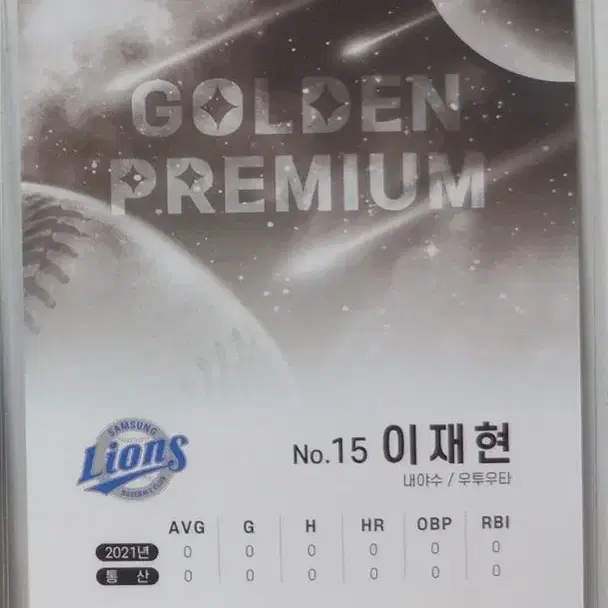 GOLDEN
PREMIUM
SAMSUNG
Lions
BASEBALL CLUB
No.15 이재현
내야수 / 우투우타
AVG G H HR OBP RBI
2021년 0 0 0 0 0 0
통 산 0 0 0 0 0 0